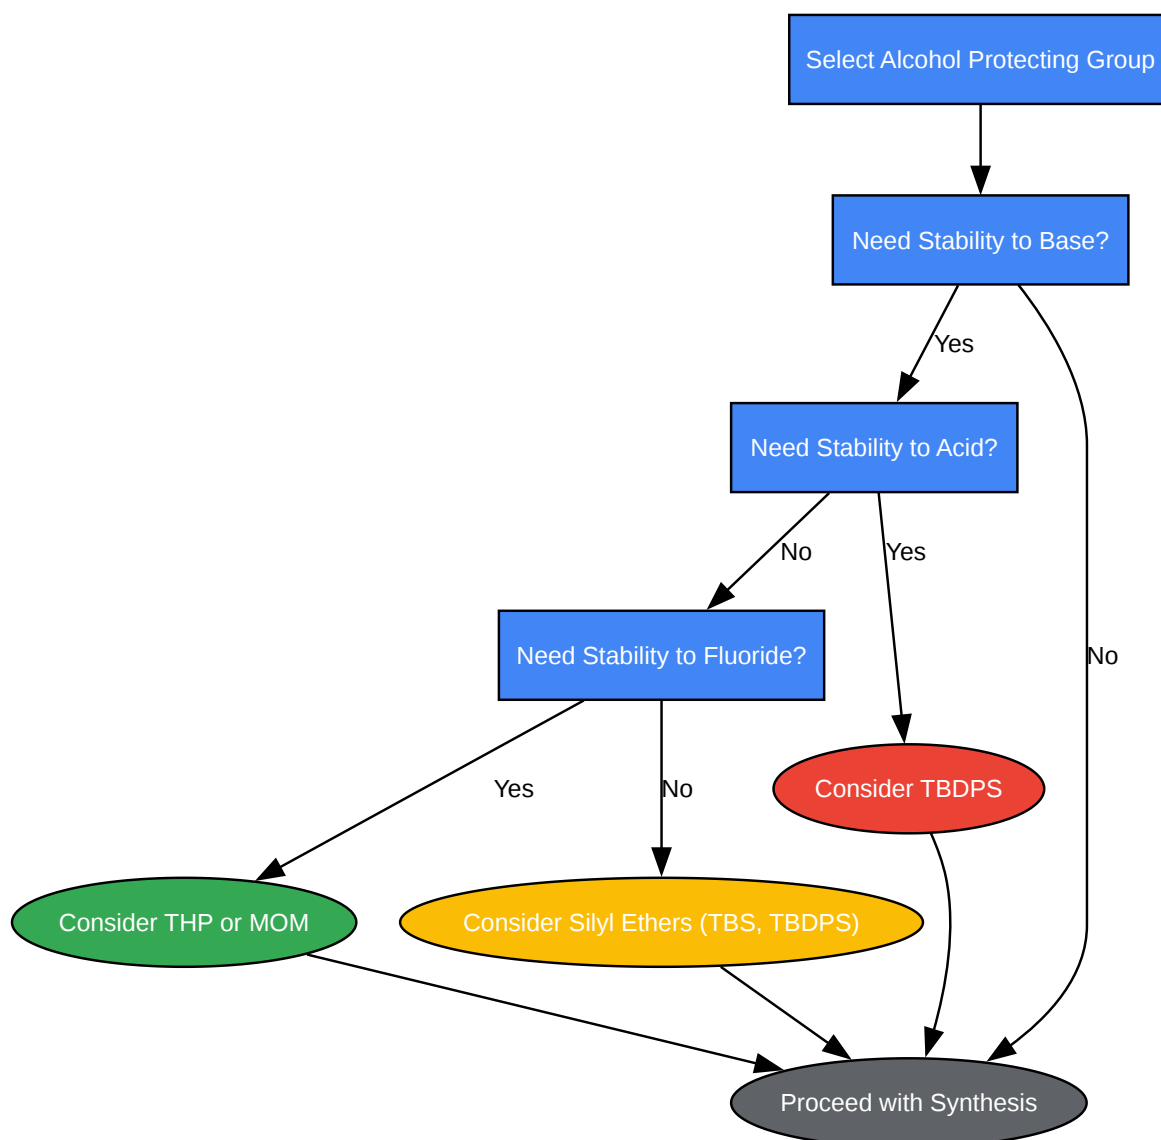 Select Alcohol Protecting Group
Need Stability to Base?
Yes
Need Stability to Acid?
No
Yes
Need Stability to Fluoride?
No
Yes
No
Consider TBDPS
Consider THP or MOM
Consider Silyl Ethers (TBS, TBDPS)
Proceed with Synthesis